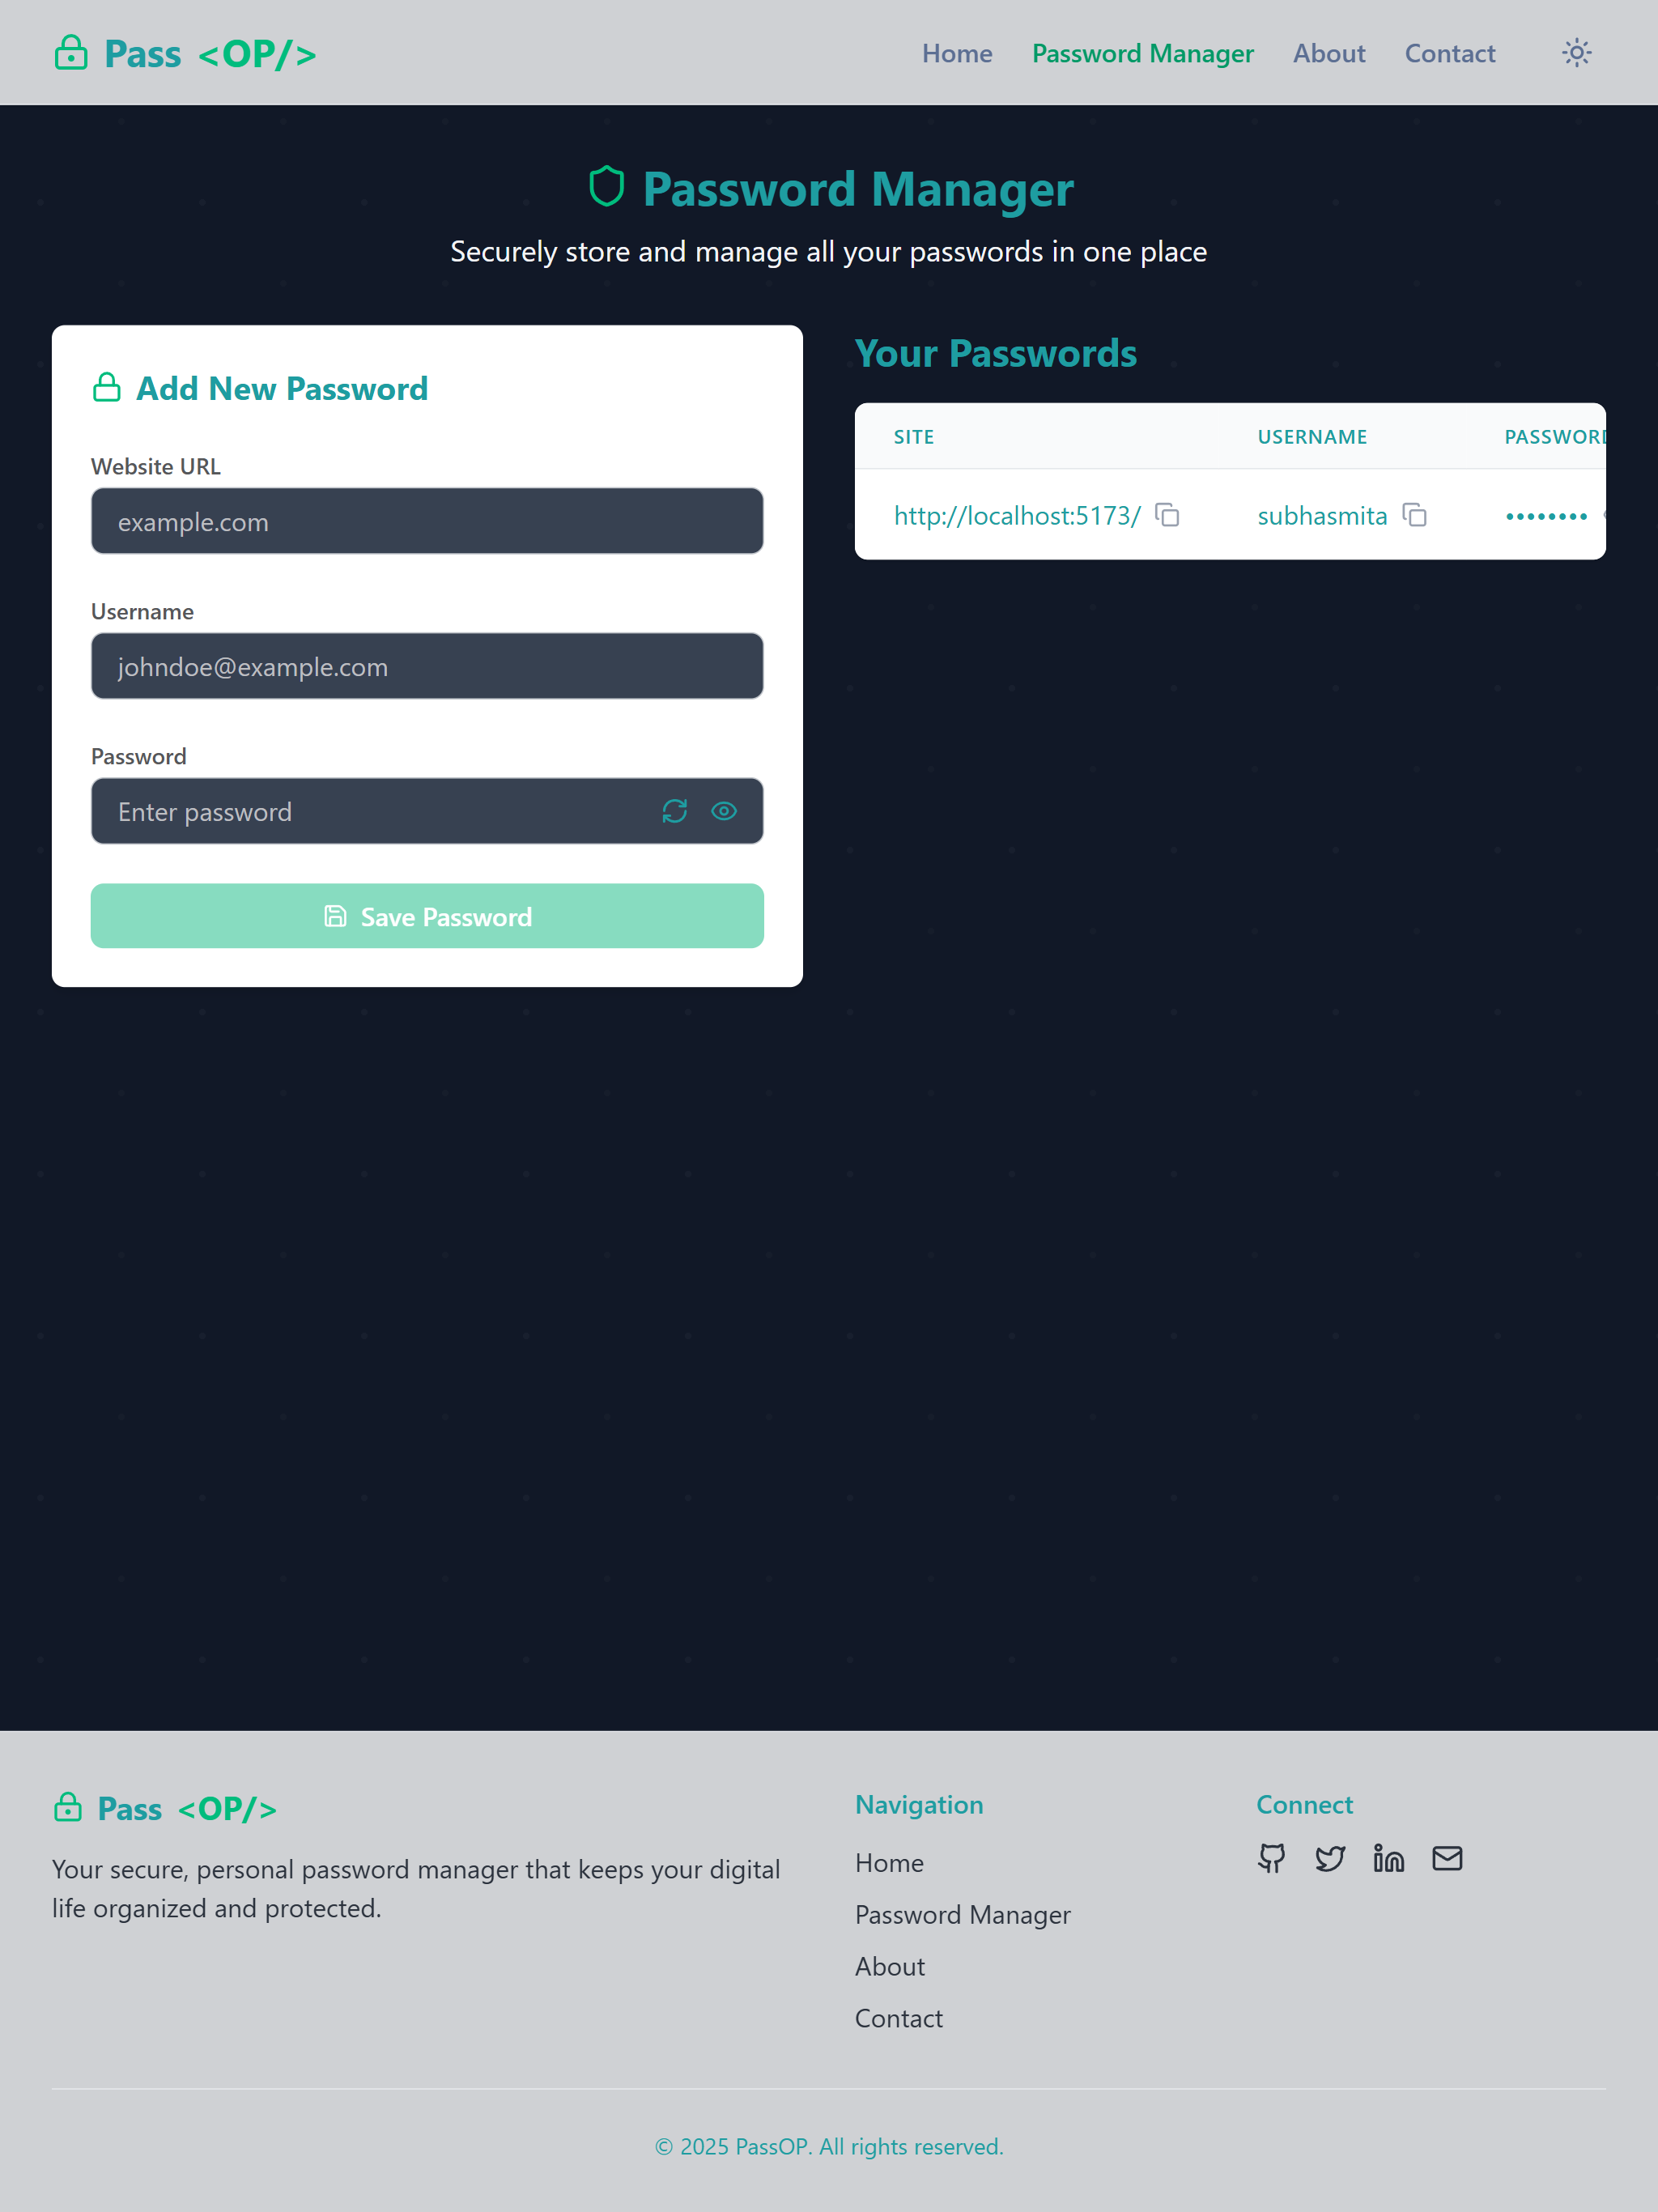 Pass <OP/>
Home Password Manager About Contact
Password Manager
Securely store and manage all your passwords in one place
Add New Password
Website URL
example.com
Username
johndoe@example.com
Password
Enter password
Save Password
Your Passwords
SITE USERNAME PASSWORD
http://localhost:5173/ subhasmita ••••••••
Pass <OP/>
Your secure, personal password manager that keeps your digital
life organized and protected.
Navigation
Home
Password Manager
About
Contact
Connect
© 2025 PassOP. All rights reserved.